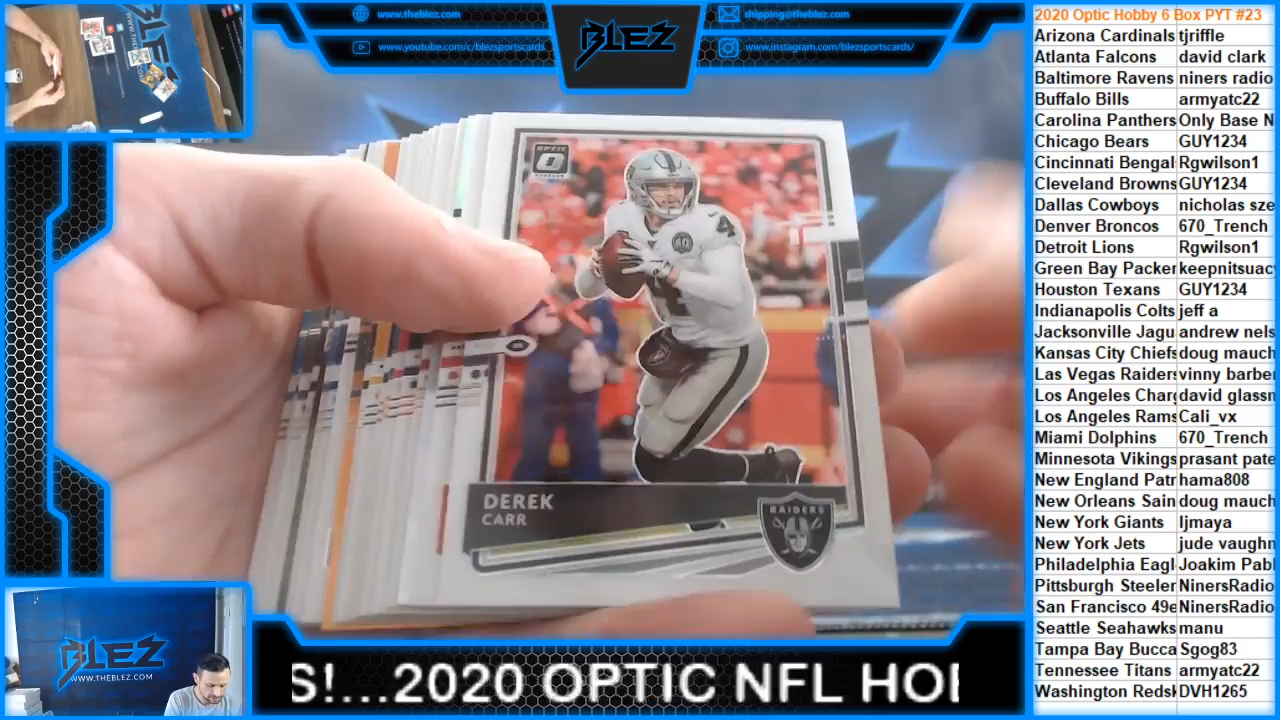 www.theblez.com
shipping@theblez.com
www.youtube.com/c/blezsportscards
www.instagram.com/blezsportscards/
BLEZ
2020 Optic Hobby 6 Box PYT #23
Arizona Cardinals tjriffle
Atlanta Falcons david clark
Baltimore Ravens niners radio
Buffalo Bills armyatc22
Carolina Panthers Only Base N
Chicago Bears GUY1234
Cincinnati Bengal Rgwilson1
Cleveland Browns GUY1234
Dallas Cowboys nicholas sze
Denver Broncos 670_Trench
Detroit Lions Rgwilson1
Green Bay Packer keepnitsuacy
Houston Texans GUY1234
Indianapolis Colts jeff a
Jacksonville Jagu andrew nels
Kansas City Chiefs doug mauch
Las Vegas Raiders vinny barber
Los Angeles Charg david glassn
Los Angeles Rams Cali_vx
Miami Dolphins 670_Trench
Minnesota Vikings prasant pate
New England Patr hama808
New Orleans Sain doug mauch
New York Giants ljmaya
New York Jets jude vaughn
Philadelphia Eagl Joakim Pabl
Pittsburgh Steeler NinersRadio
San Francisco 49e NinersRadio
Seattle Seahawks manu
Tampa Bay Bucca Sgog83
Tennessee Titans armyatc22
Washington Redsk DVH1265
OPTIC
4
4
DEREK
CARR
RAIDERS
BLEZ
WWW.THEBLEZ.COM
S!...2020 OPTIC NFL HOI